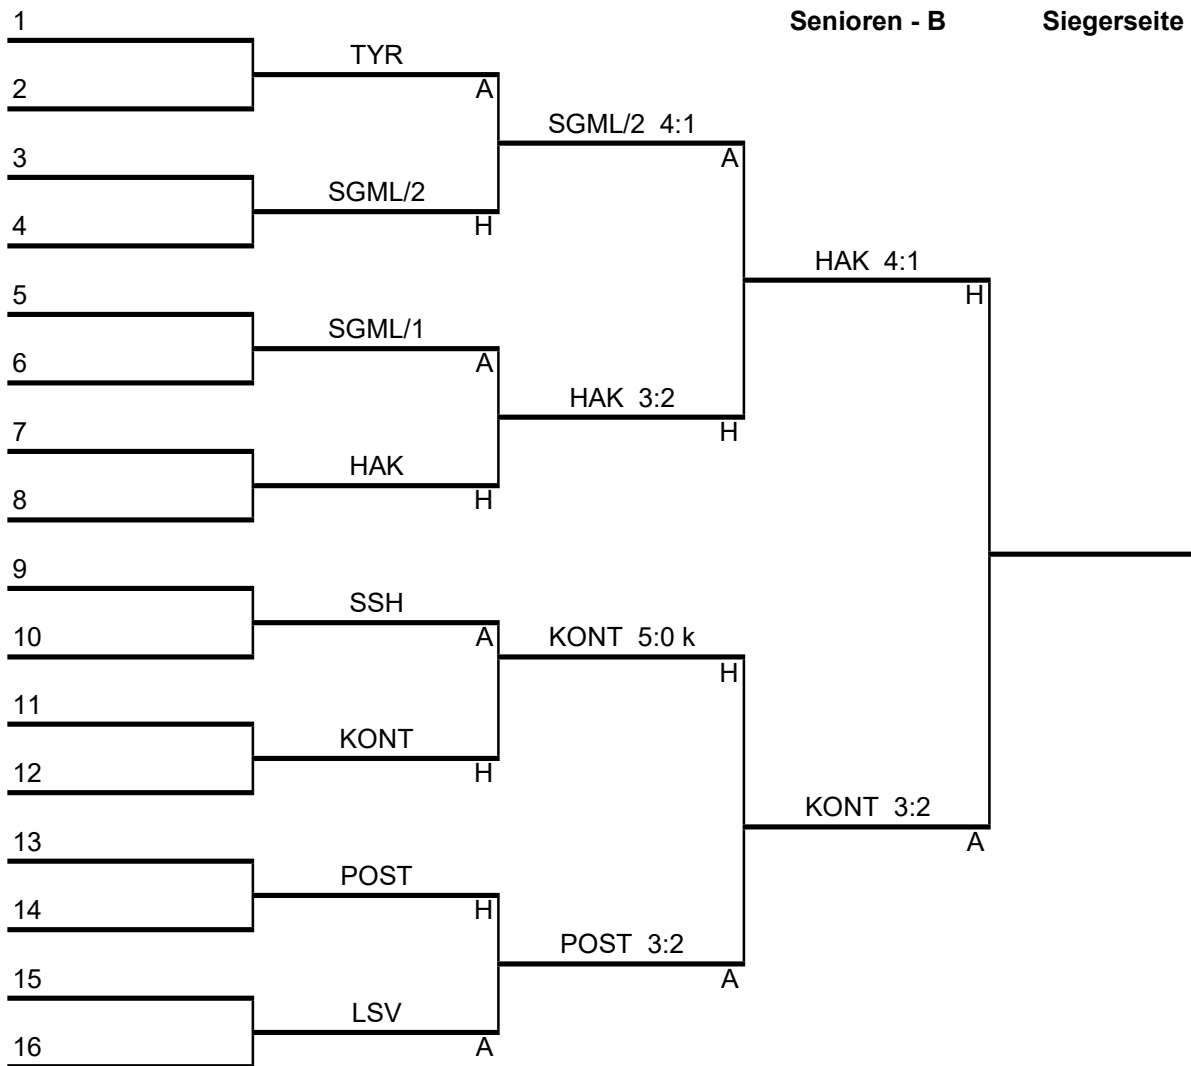 1
Senioren - B
Siegerseite
TYR
2
A
SGML/2 4:1
A
3
SGML/2
4
H
HAK 4:1
H
5
SGML/1
6
A
HAK 3:2
H
7
HAK
8
H
9
SSH
10
A
KONT 5:0 k
H
11
KONT
12
H
KONT 3:2
A
13
POST
14
H
POST 3:2
A
15
LSV
16
A